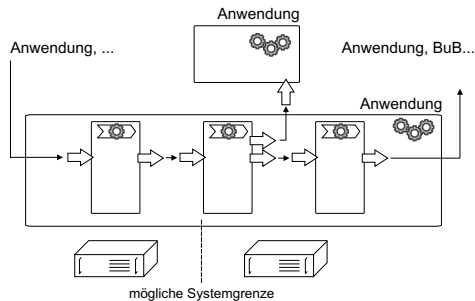 Anwendung
Anwendung, ...
Anwendung, BuB...
Anwendung
mögliche Systemgrenze